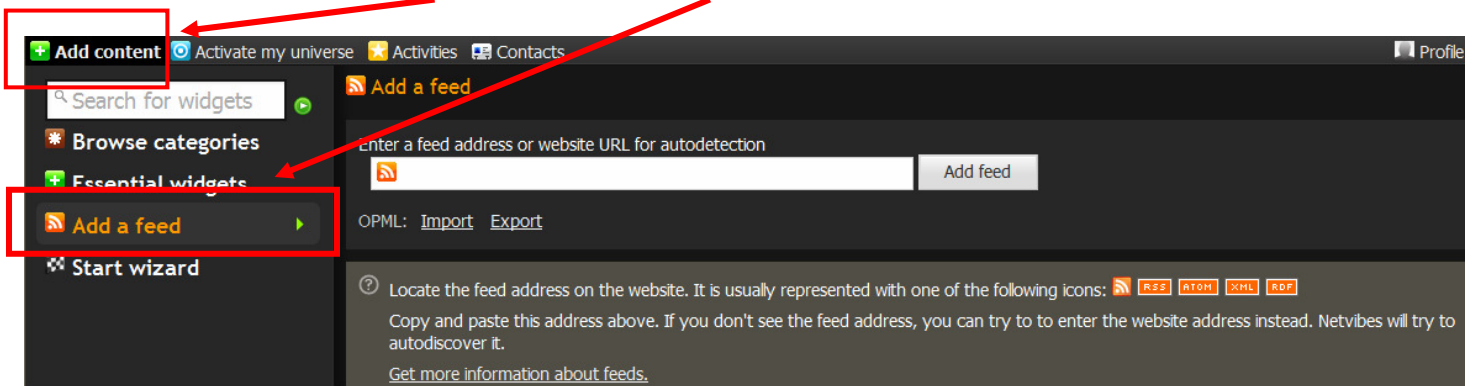 Add content Activate my universe Activities Contacts Profile
Search for widgets
Browse categories
Essential widgets
Add a feed
Start wizard
Add a feed
Enter a feed address or website URL for autodetection
Add feed
OPML: Import Export
Locate the feed address on the website. It is usually represented with one of the following icons: RSS ATOM XML RDF
Copy and paste this address above. If you don't see the feed address, you can try to to enter the website address instead. Netvibes will try to
autodiscover it.
Get more information about feeds.